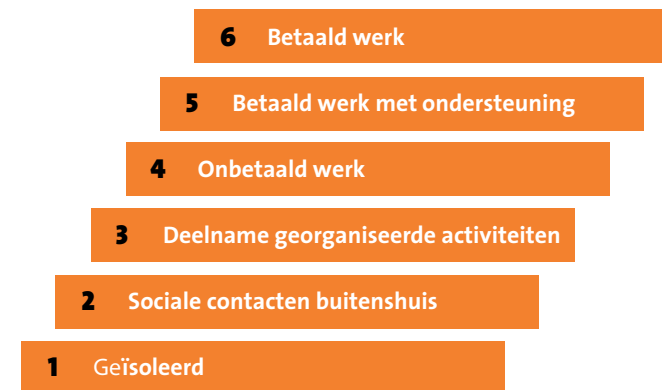 6 Betaald werk
5 Betaald werk met ondersteuning
4 Onbetaald werk
3 Deelname georganiseerde activiteiten
2 Sociale contacten buitenshuis
1 Geïsoleerd